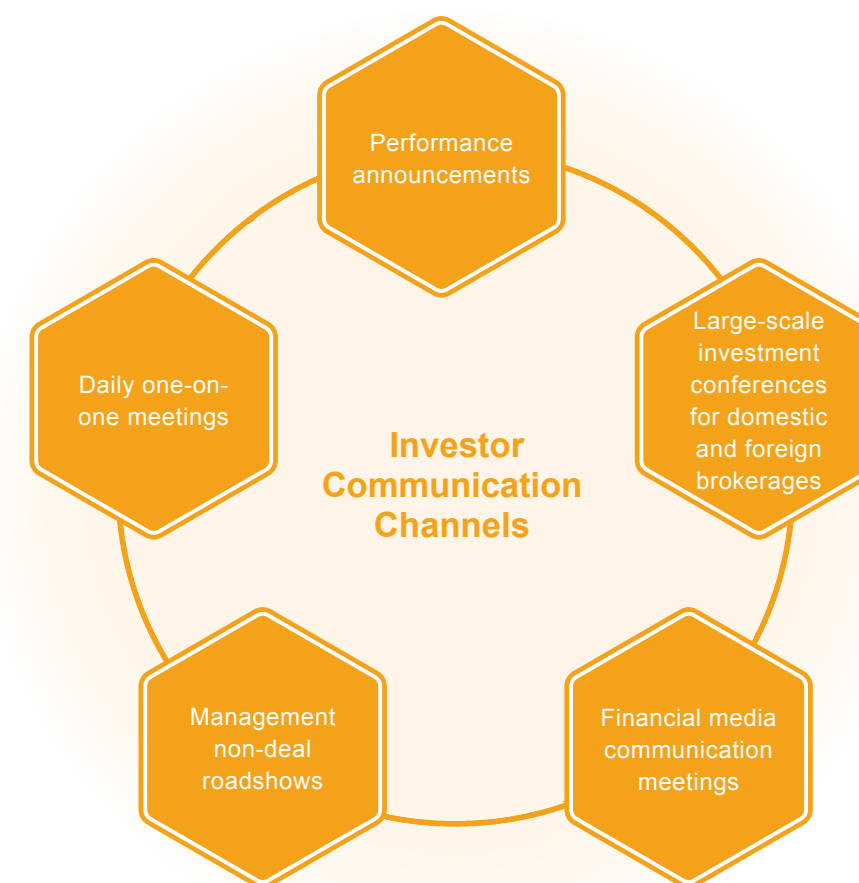 Performance
announcements
Large-scale
investment
conferences
for domestic
and foreign
brokerages
Daily one-on-
one meetings
Investor
Communication
Channels
Management
non-deal
roadshows
Financial media
communication
meetings